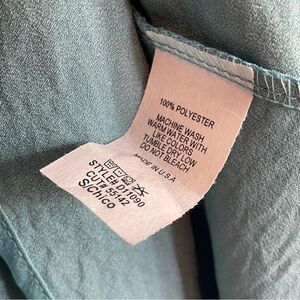 100% POLYESTER
MACHINE WASH
WARM WATER WITH
LIKE COLORS
TUMBLE DRY LOW
DO NOT BLEACH
MADE IN U.S.A
STYLE# D11090
CUT# 55142
S/Chico